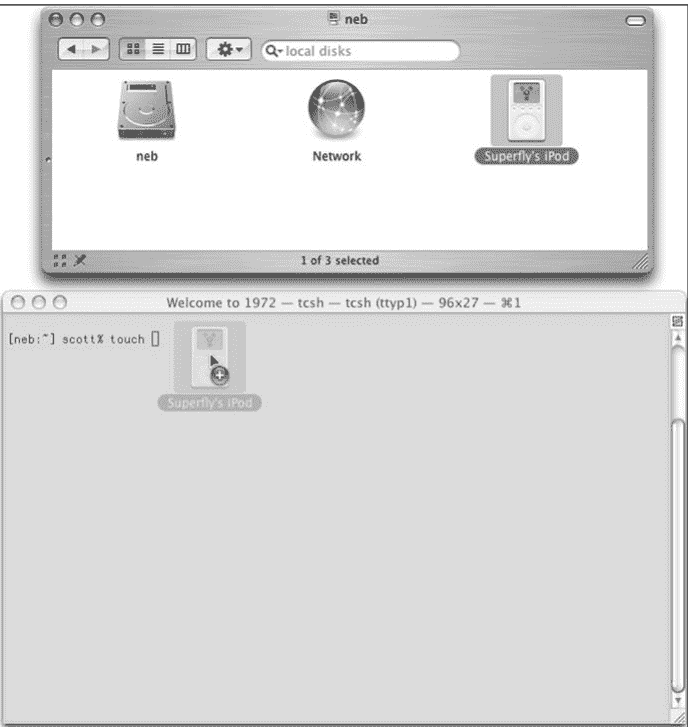 neb
local disks
neb
Network
Superfly's iPod
1 of 3 selected
Welcome to 1972 — tcsh — tcsh (ttyp1) — 96x27 — ⌘1
[neb:~] scott% touch
Superfly's iPod